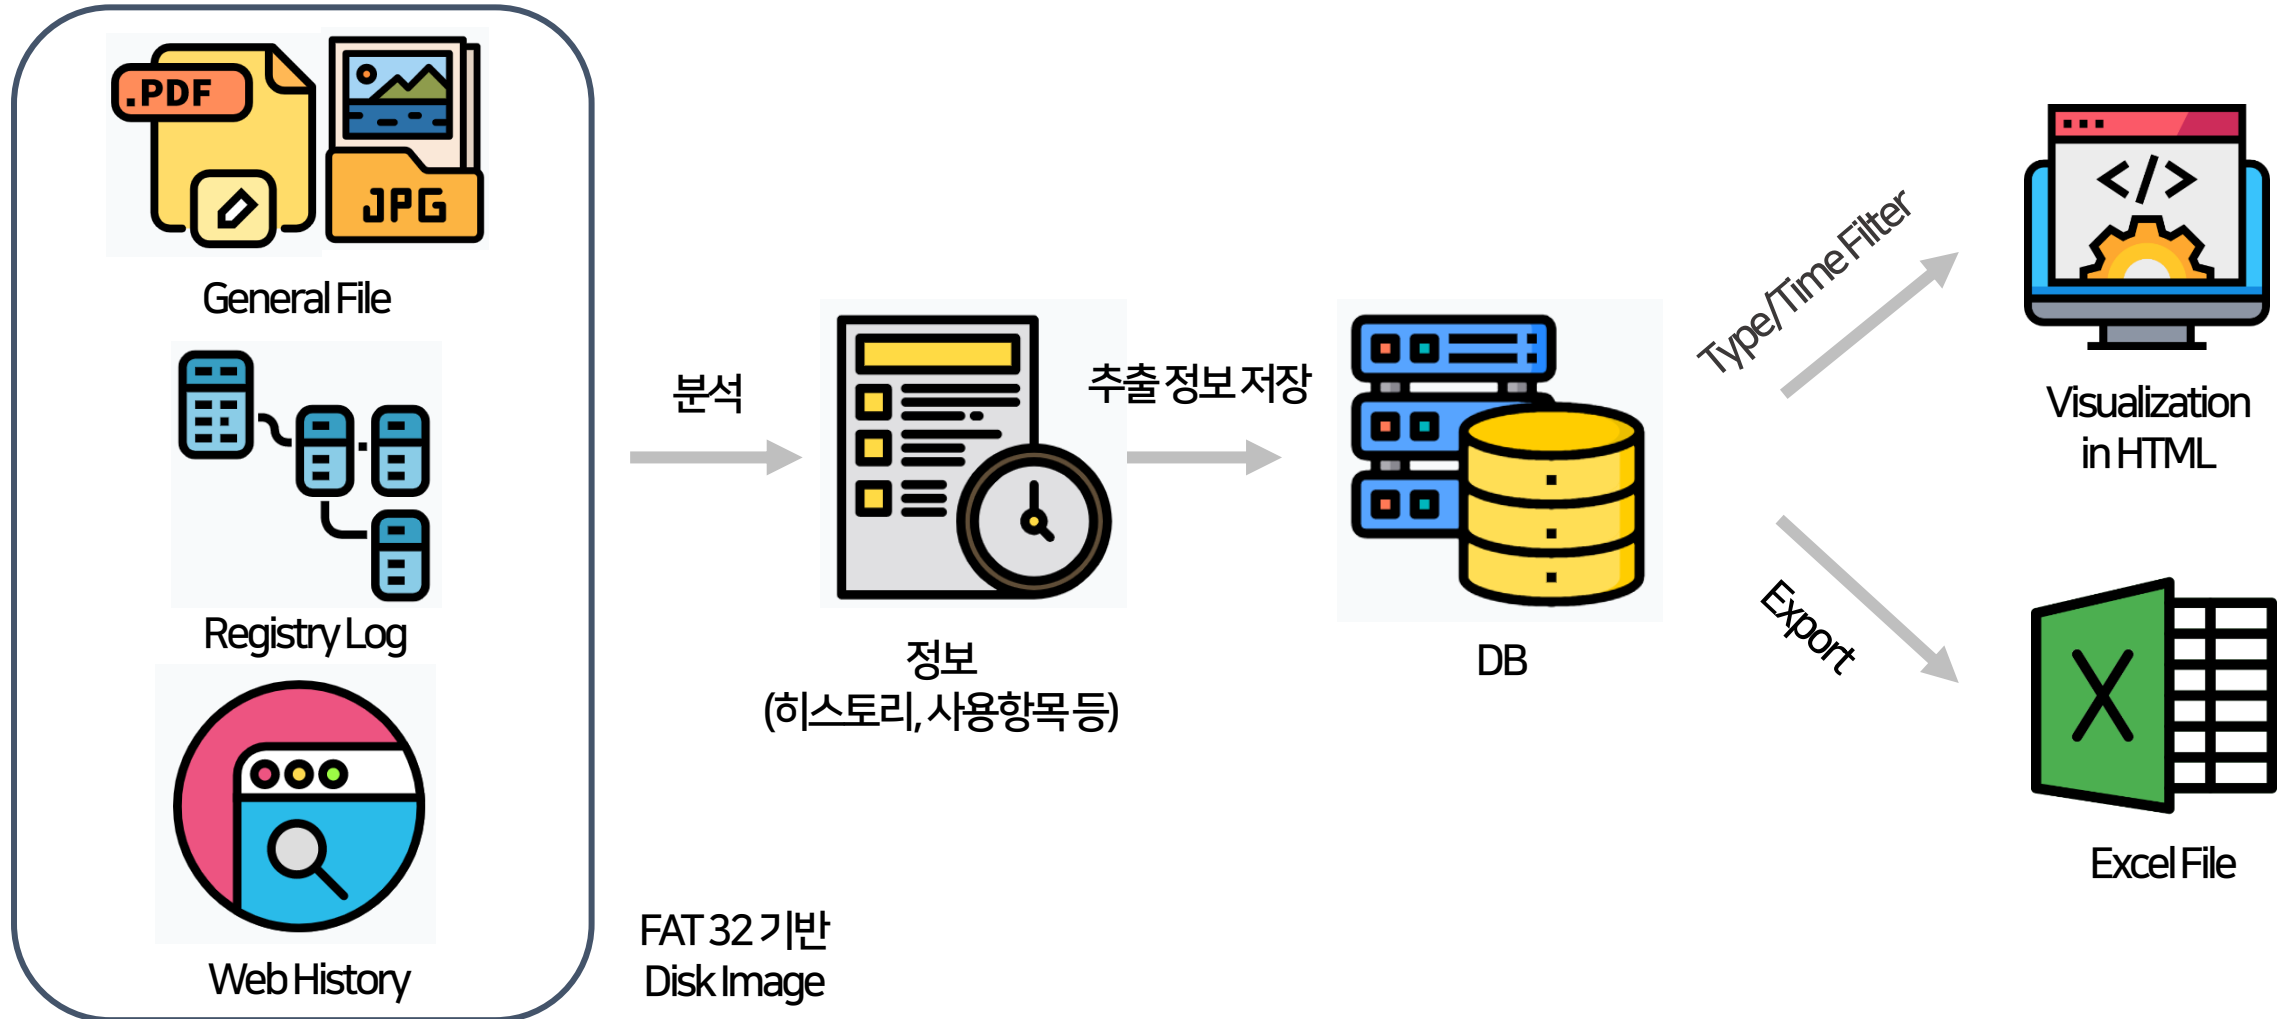 .PDF
JPG
General File
Registry Log
Web History
FAT 32 기반
Disk Image
분석
정보
(히스토리, 사용항목 등)
추출 정보 저장
DB
Type/Time Filter
Visualization
in HTML
Export
X
Excel File